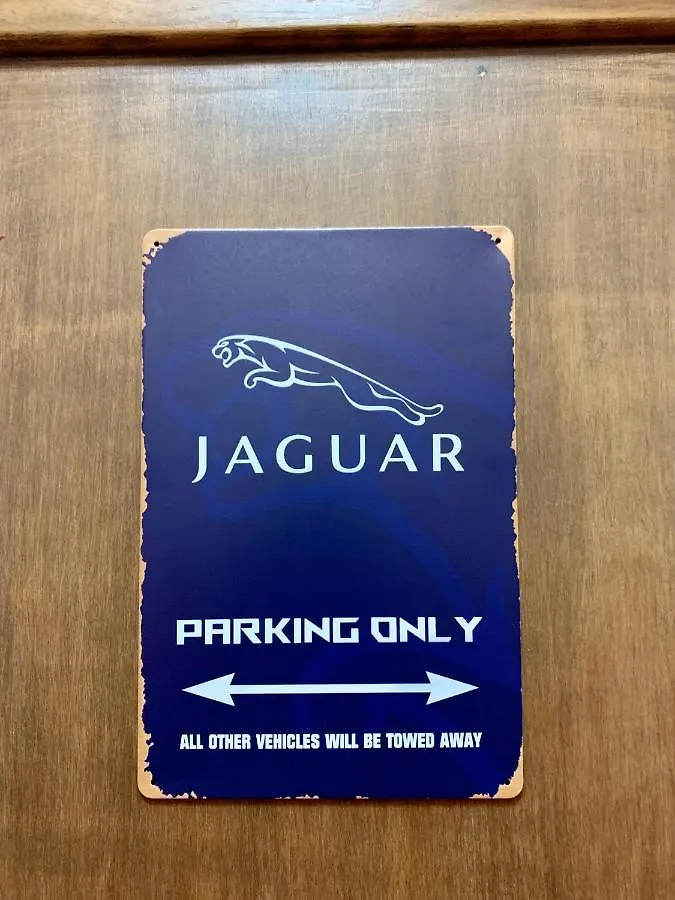 JAGUAR
PARKING ONLY
ALL OTHER VEHICLES WILL BE TOWED AWAY